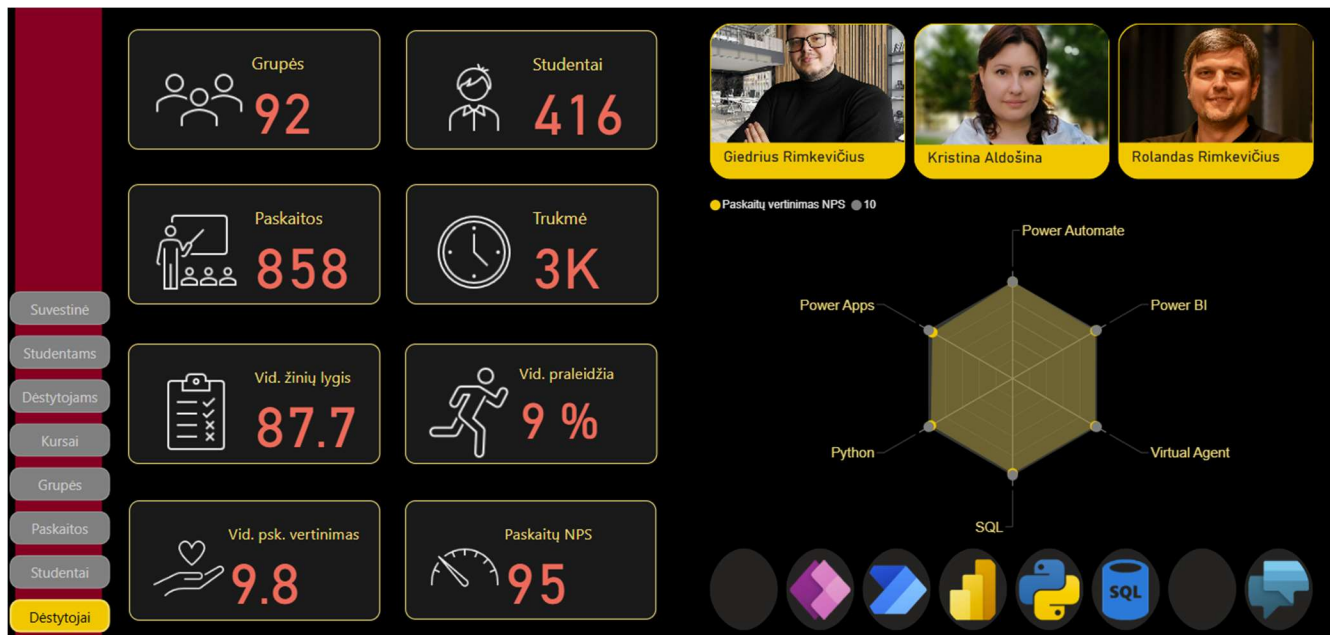 Suvestinė
Studentams
Dėstytojams
Kursai
Grupės
Paskaitos
Studentai
Dėstytojai
Grupės
92
Studentai
416
Paskaitos
858
Trukmė
3K
Vid. žinių lygis
87.7
Vid. praleidžia
9 %
Vid. psk. vertinimas
9.8
Paskaitų NPS
95
Giedrius Rimkevičius
Kristina Aldošina
Rolandas Rimkevičius
Paskaitų vertinimas NPS 10
Power Automate
Power Apps
Power BI
Python
Virtual Agent
SQL
SQL